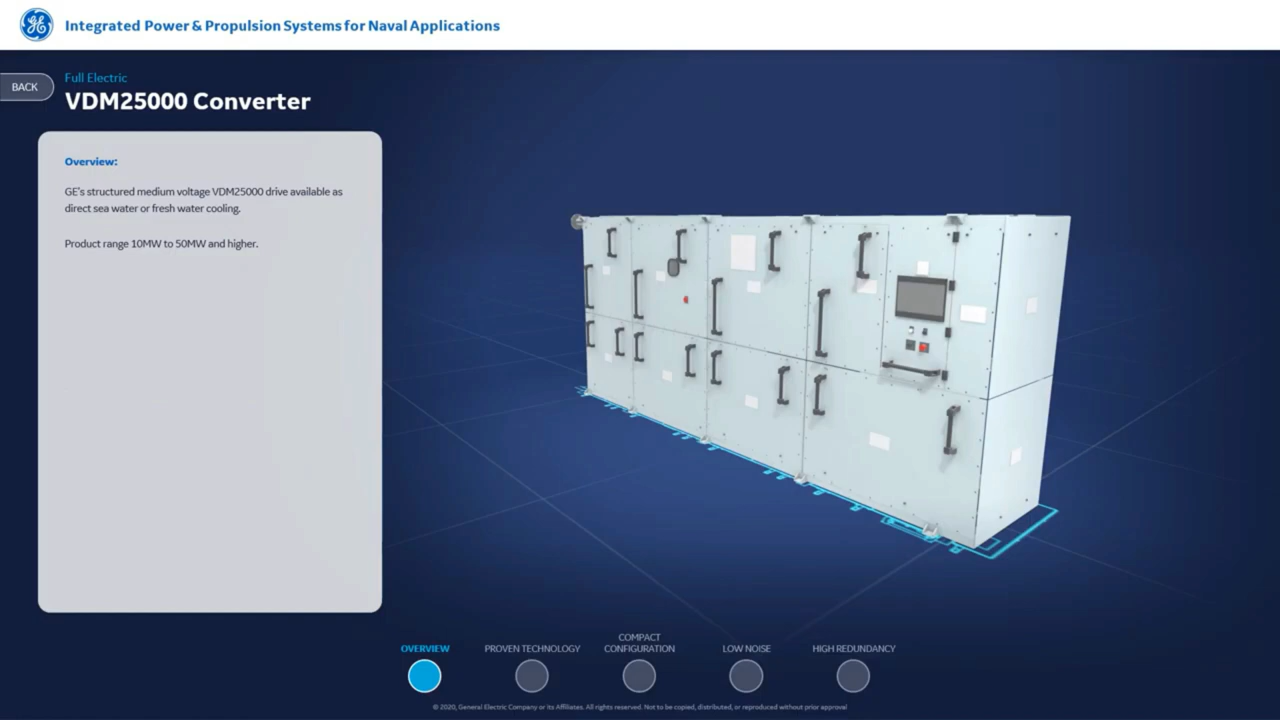 Integrated Power & Propulsion Systems for Naval Applications
BACK
Full Electric
VDM25000 Converter
Overview:
GE's structured medium voltage VDM25000 drive available as
direct sea water or fresh water cooling.
Product range 10MW to 50MW and higher.
OVERVIEW
PROVEN TECHNOLOGY
COMPACT
CONFIGURATION
LOW NOISE
HIGH REDUNDANCY
© 2020, General Electric Company or its Affiliates. All rights reserved. Not to be copied, distributed, or reproduced without prior approval